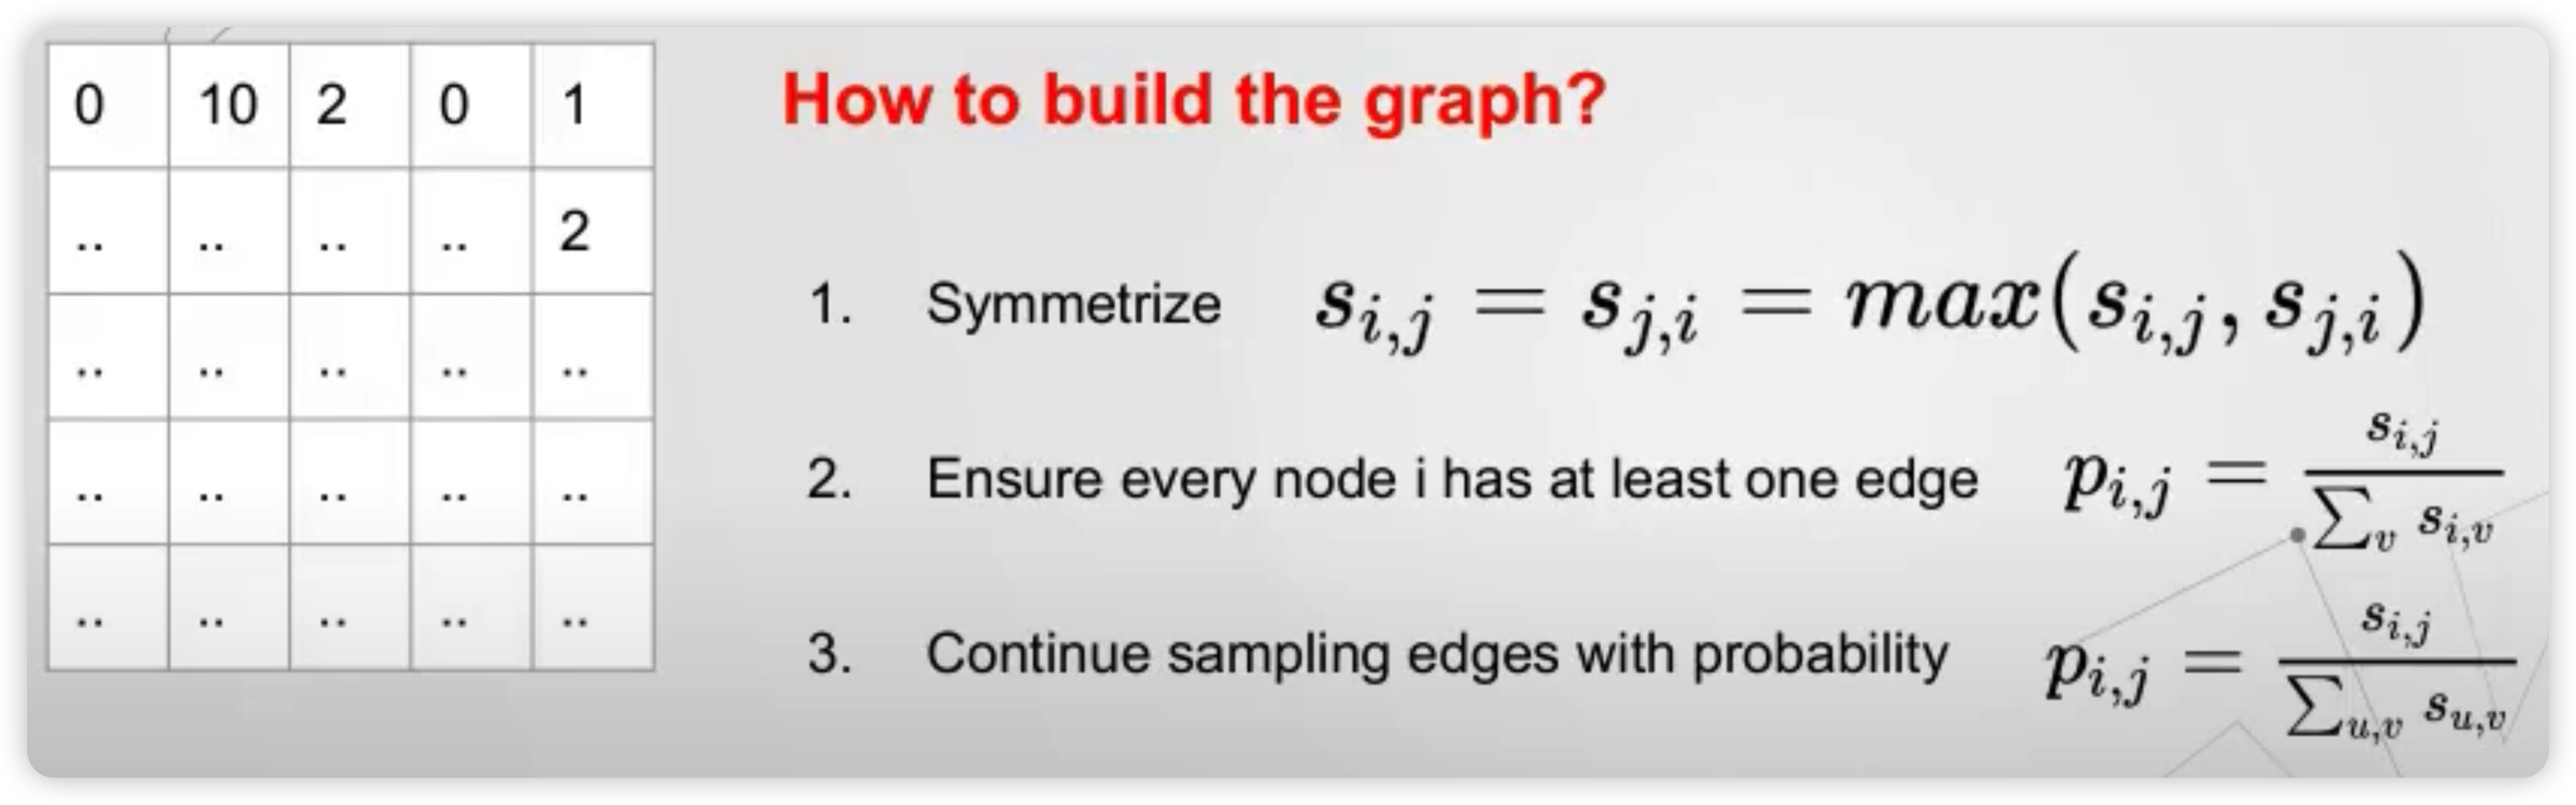 0 10 2 0 1
.. .. .. .. 2
.. .. .. .. ..
.. .. .. .. ..
.. .. .. .. ..
How to build the graph?
1. Symmetrize s_{i,j} = s_{j,i} = max(s_{i,j}, s_{j,i})
2. Ensure every node i has at least one edge p_{i,j} = \frac{s_{i,j}}{\sum_v s_{i,v}}
3. Continue sampling edges with probability p_{i,j} = \frac{s_{i,j}}{\sum_{u,v} s_{u,v}}